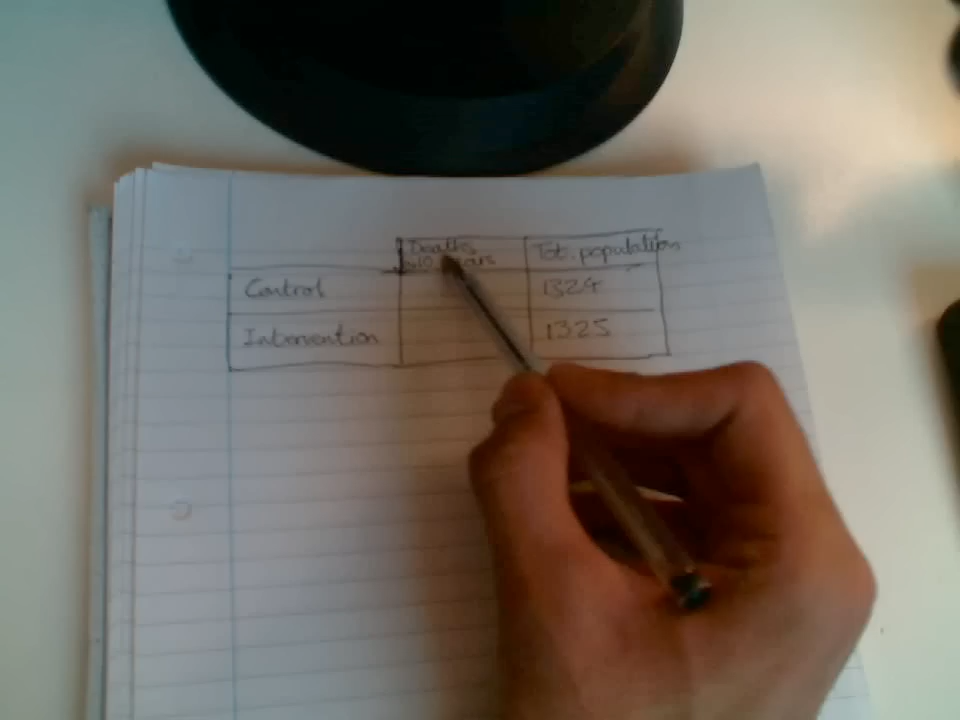 Deaths
Tot. population
Control
1324
Intervention
1325